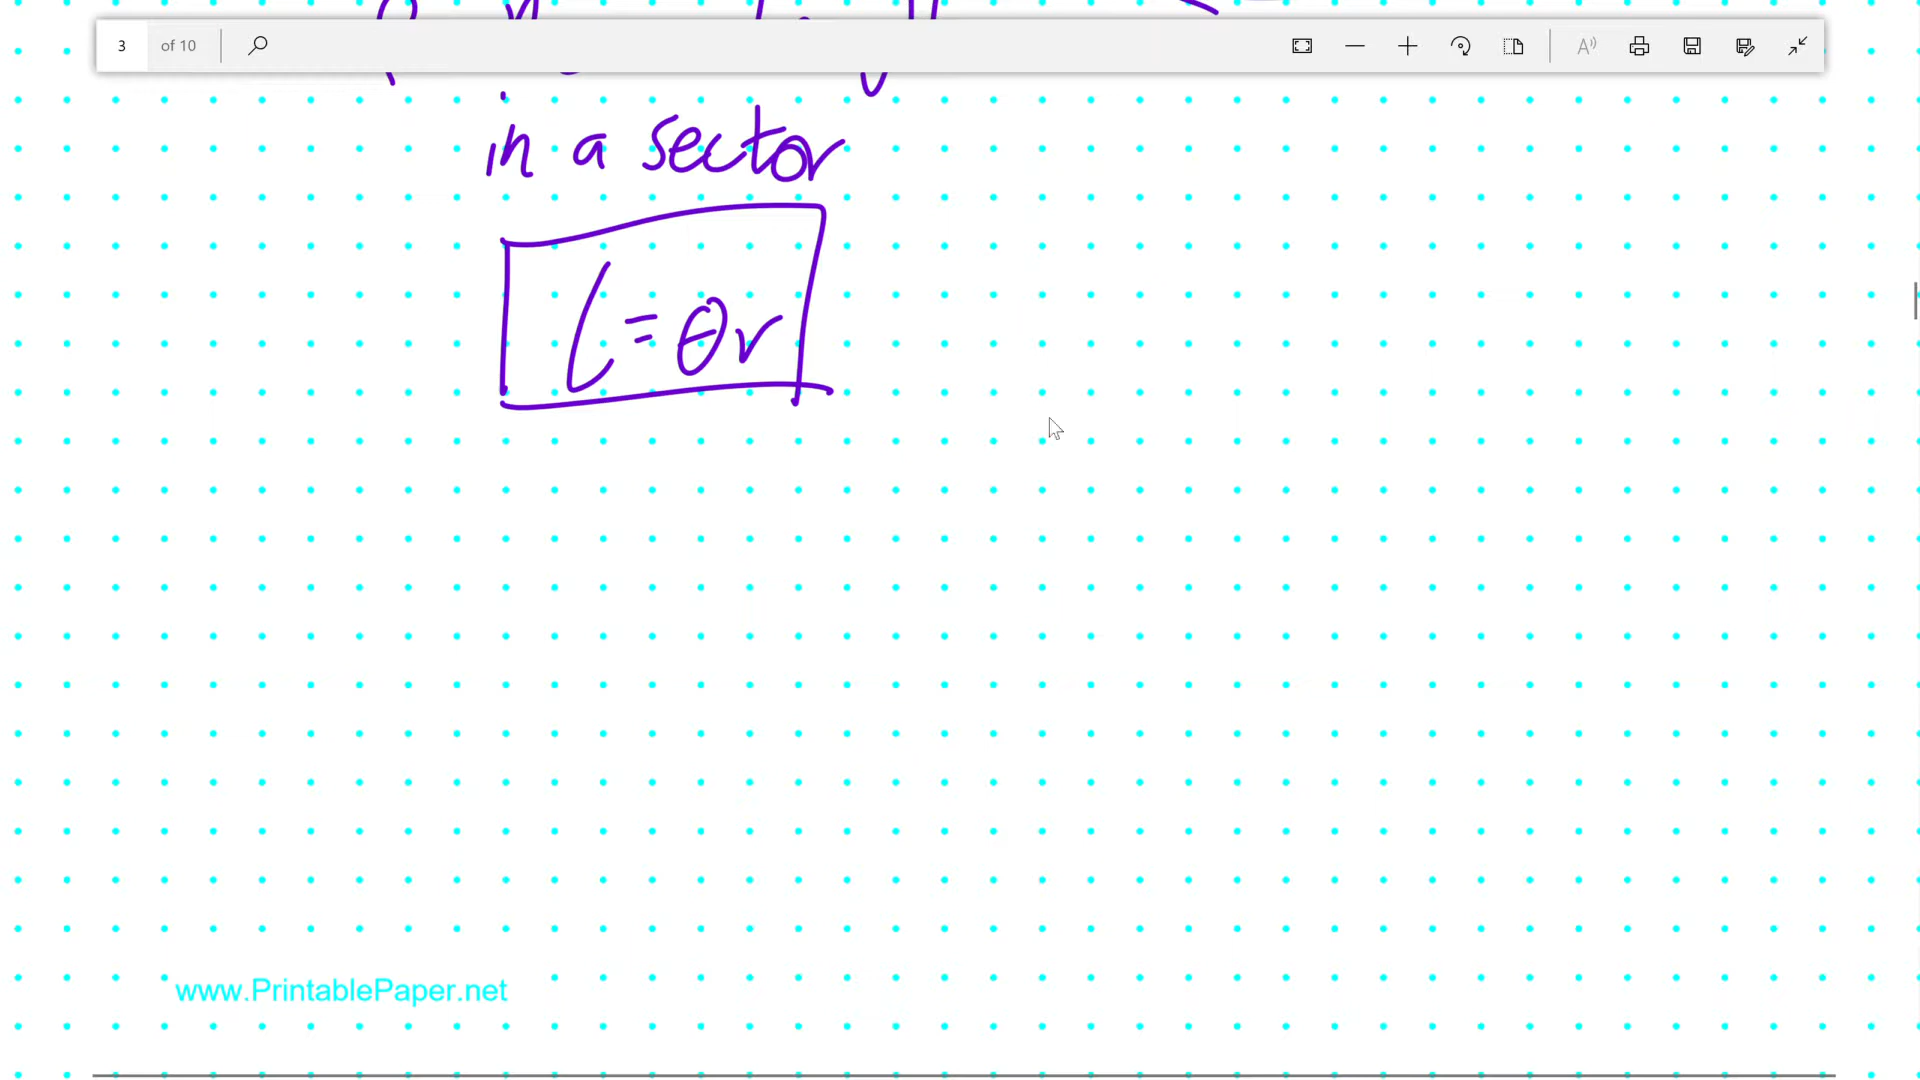 3 of 10
in a sector
l = θr
www.PrintablePaper.net